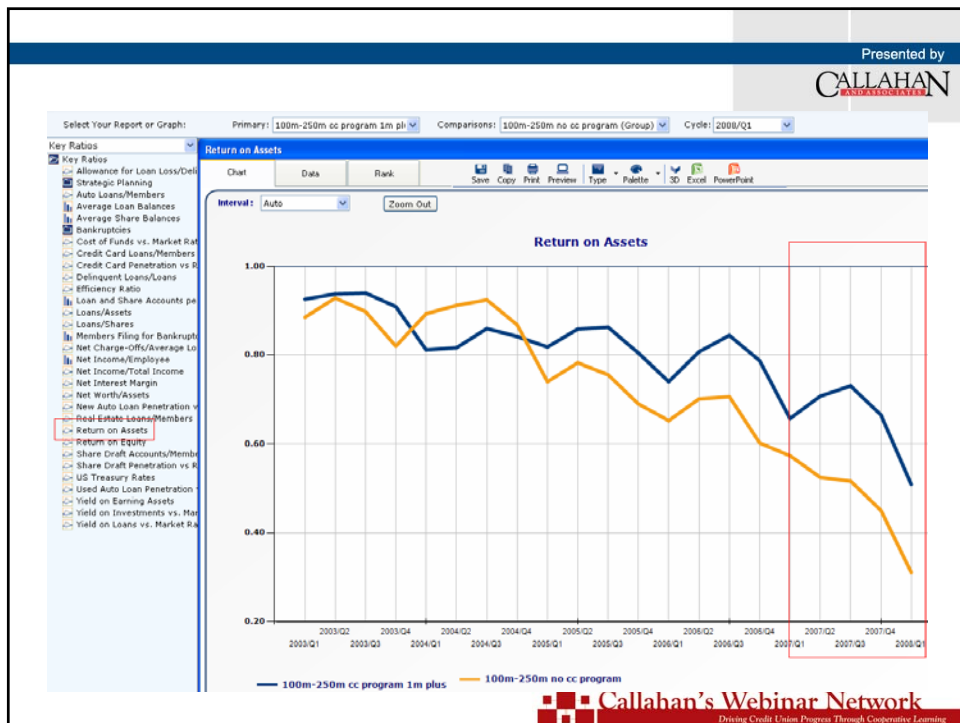 Presented by
CALLAHAN
AND ASSOCIATES
Select Your Report or Graph:
Primary: 100m-250m cc program 1m pl
Comparisons: 100m-250m no cc program (Group)
Cycle: 2008/Q1
Key Ratios
Key Ratios
Allowance for Loan Loss/Deli
Strategic Planning
Auto Loans/Members
Average Loan Balances
Average Share Balances
Bankruptcies
Cost of Funds vs. Market Rat
Credit Card Loans/Members
Credit Card Penetration vs R
Delinquent Loans/Loans
Efficiency Ratio
Loan and Share Accounts pe
Loans/Assets
Loans/Shares
Members Filing for Bankrupt
Net Charge-Offs/Average Lo
Net Income/Employee
Net Income/Total Income
Net Interest Margin
Net Worth/Assets
New Auto Loan Penetration v
Real Estate Loans/Members
Return on Assets
Return on Equity
Share Draft Accounts/Membe
Share Draft Penetration vs R
US Treasury Rates
Used Auto Loan Penetration v
Yield on Earning Assets
Yield on Investments vs. Mar
Yield on Loans vs. Market Ra
Return on Assets
Chart Data Rank
Save Copy Print Preview Type Palette 3D Excel PowerPoint
Interval: Auto Zoom Out
Return on Assets
1.00
0.80
0.60
0.40
0.20
2003/Q2 2003/Q4 2004/Q2 2004/Q4 2005/Q2 2005/Q4 2006/Q2 2006/Q4 2007/Q2 2007/Q4
2003/Q1 2003/Q3 2004/Q1 2004/Q3 2005/Q1 2005/Q3 2006/Q1 2006/Q3 2007/Q1 2007/Q3 2008/Q1
100m-250m cc program 1m plus 100m-250m no cc program
Callahan's Webinar Network
Driving Credit Union Progress Through Cooperative Learning